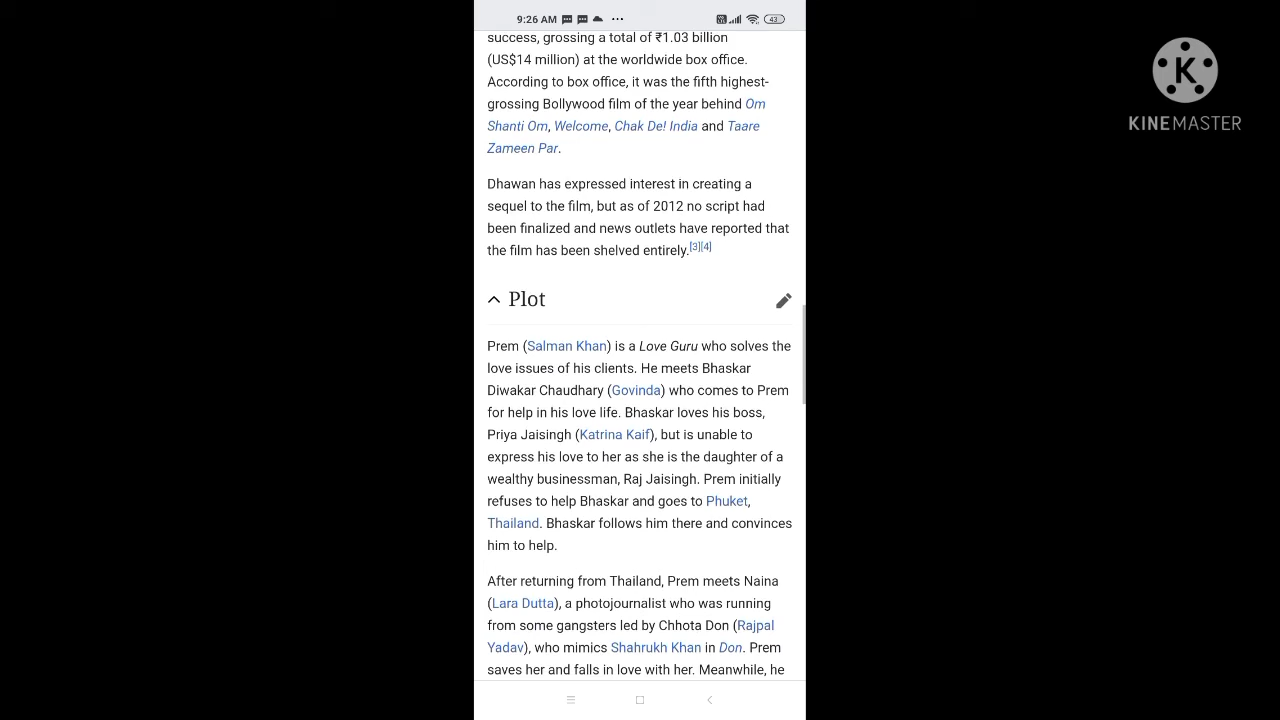 9:26 AM
43
success, grossing a total of ₹1.03 billion
(US$14 million) at the worldwide box office.
According to box office, it was the fifth highest-
grossing Bollywood film of the year behind Om
Shanti Om, Welcome, Chak De! India and Taare
Zameen Par.
Dhawan has expressed interest in creating a
sequel to the film, but as of 2012 no script had
been finalized and news outlets have reported that
the film has been shelved entirely.[3][4]
Plot
Prem (Salman Khan) is a Love Guru who solves the
love issues of his clients. He meets Bhaskar
Diwakar Chaudhary (Govinda) who comes to Prem
for help in his love life. Bhaskar loves his boss,
Priya Jaisingh (Katrina Kaif), but is unable to
express his love to her as she is the daughter of a
wealthy businessman, Raj Jaisingh. Prem initially
refuses to help Bhaskar and goes to Phuket,
Thailand. Bhaskar follows him there and convinces
him to help.
After returning from Thailand, Prem meets Naina
(Lara Dutta), a photojournalist who was running
from some gangsters led by Chhota Don (Rajpal
Yadav), who mimics Shahrukh Khan in Don. Prem
saves her and falls in love with her. Meanwhile, he
K
KINEMASTER